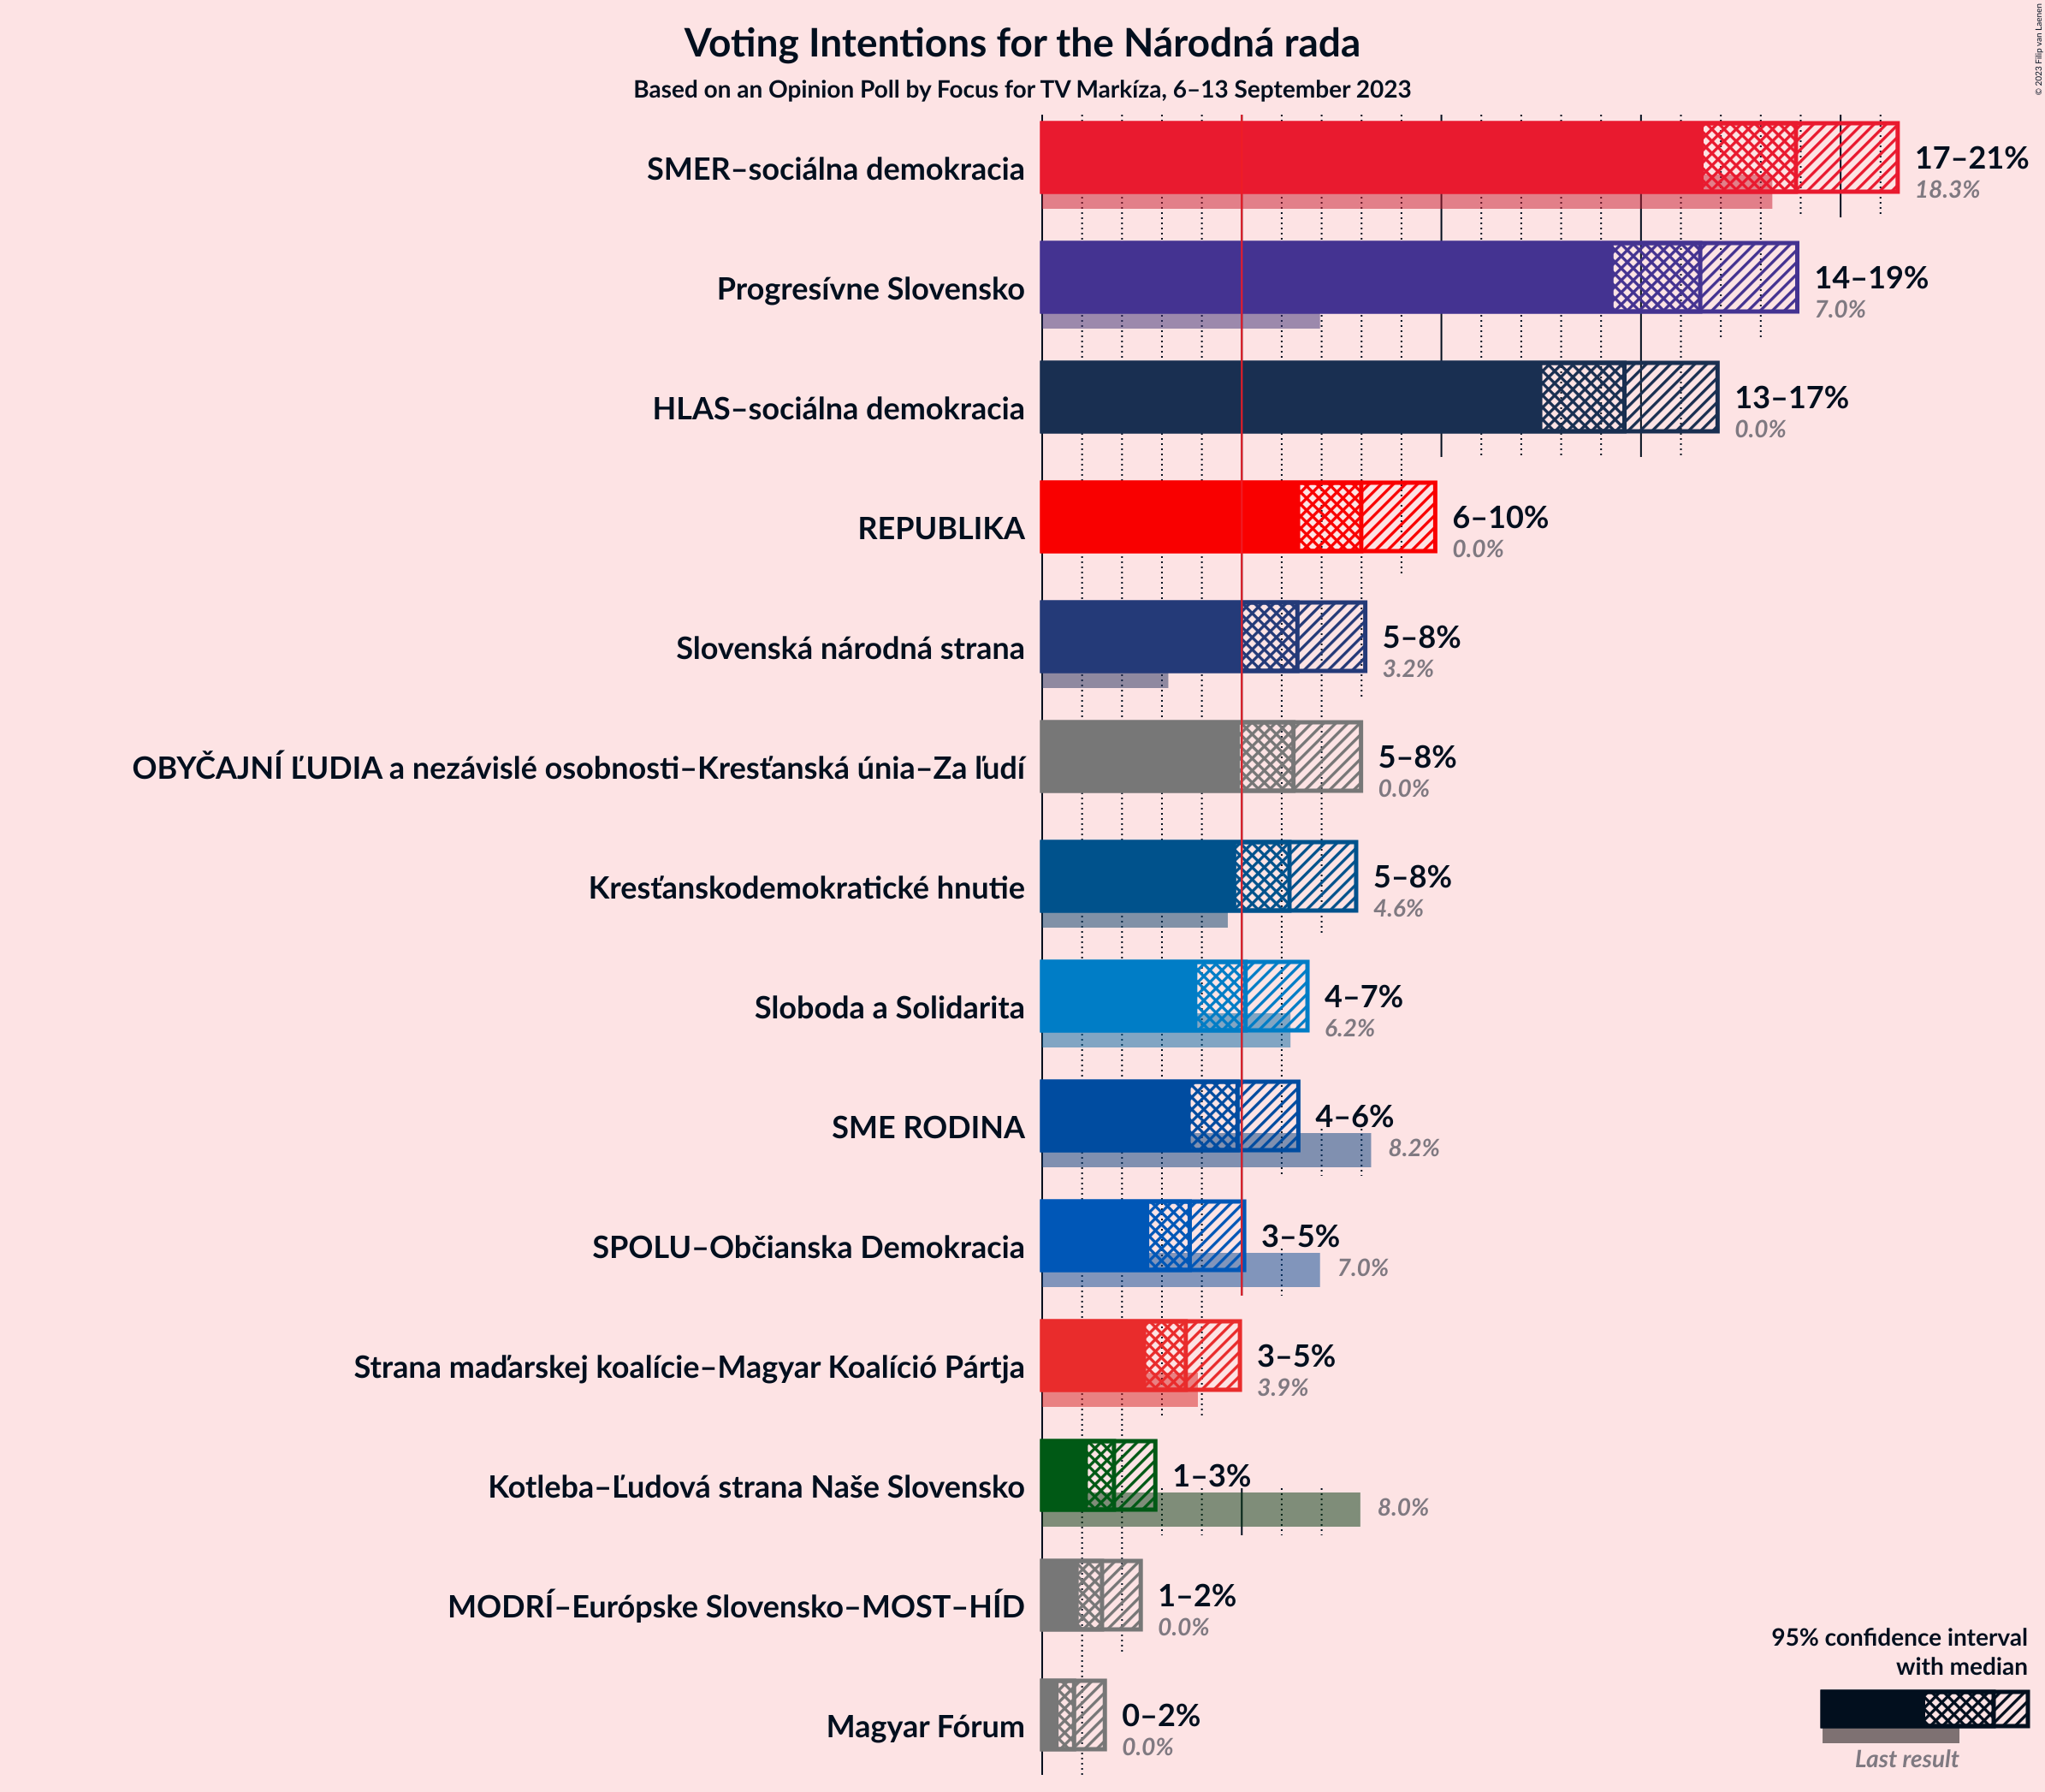 Voting Intentions for the Národná rada
Based on an Opinion Poll by Focus for TV Markíza, 6–13 September 2023
© 2023 Filip van Laenen
SMER–sociálna demokracia
17–21%
18.3%
Progresívne Slovensko
14–19%
7.0%
HLAS–sociálna demokracia
13–17%
0.0%
REPUBLIKA
6–10%
0.0%
Slovenská národná strana
5–8%
3.2%
OBYČAJNÍ ĽUDIA a nezávislé osobnosti–Kresťanská únia–Za ľudí
5–8%
0.0%
Kresťanskodemokratické hnutie
5–8%
4.6%
Sloboda a Solidarita
4–7%
6.2%
SME RODINA
4–6%
8.2%
SPOLU–Občianska Demokracia
3–5%
7.0%
Strana maďarskej koalície–Magyar Koalíció Pártja
3–5%
3.9%
Kotleba–Ľudová strana Naše Slovensko
1–3%
8.0%
MODRÍ–Európske Slovensko–MOST–HÍD
1–2%
0.0%
Magyar Fórum
0–2%
0.0%
95% confidence interval
with median
Last result